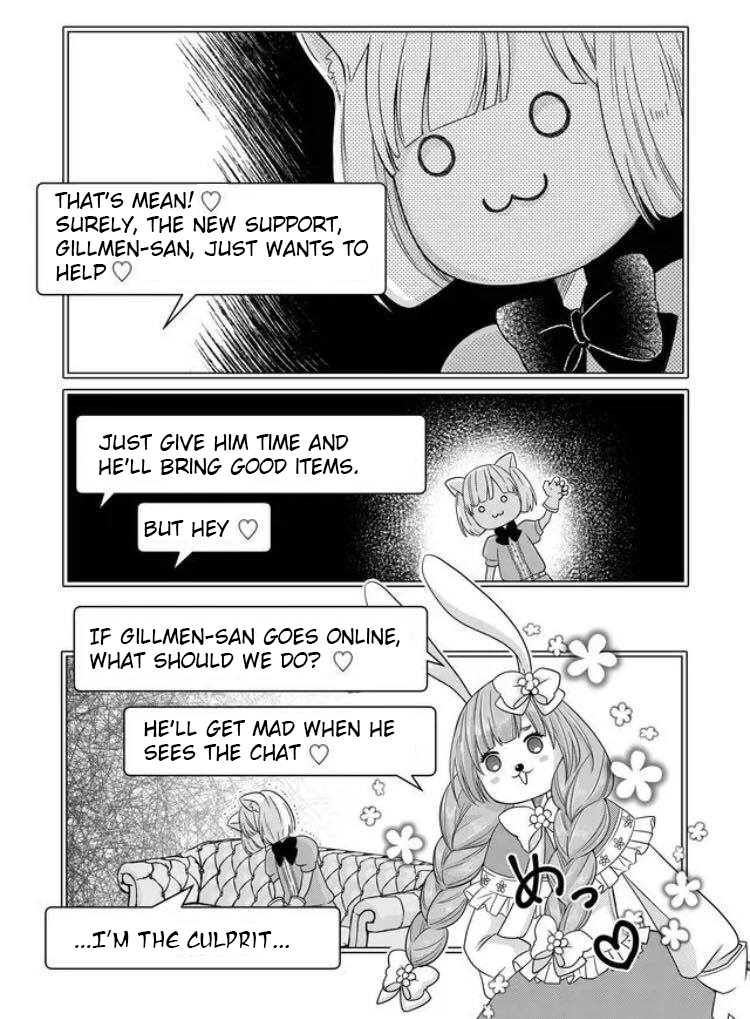 THAT'S MEAN! ♡
SURELY, THE NEW SUPPORT,
GILLMEN-SAN, JUST WANTS TO
HELP ♡
JUST GIVE HIM TIME AND
HE'LL BRING GOOD ITEMS.
BUT HEY ♡
IF GILLMEN-SAN GOES ONLINE,
WHAT SHOULD WE DO? ♡
HE'LL GET MAD WHEN HE
SEES THE CHAT ♡
めっ♡
...I'M THE CULPRIT...